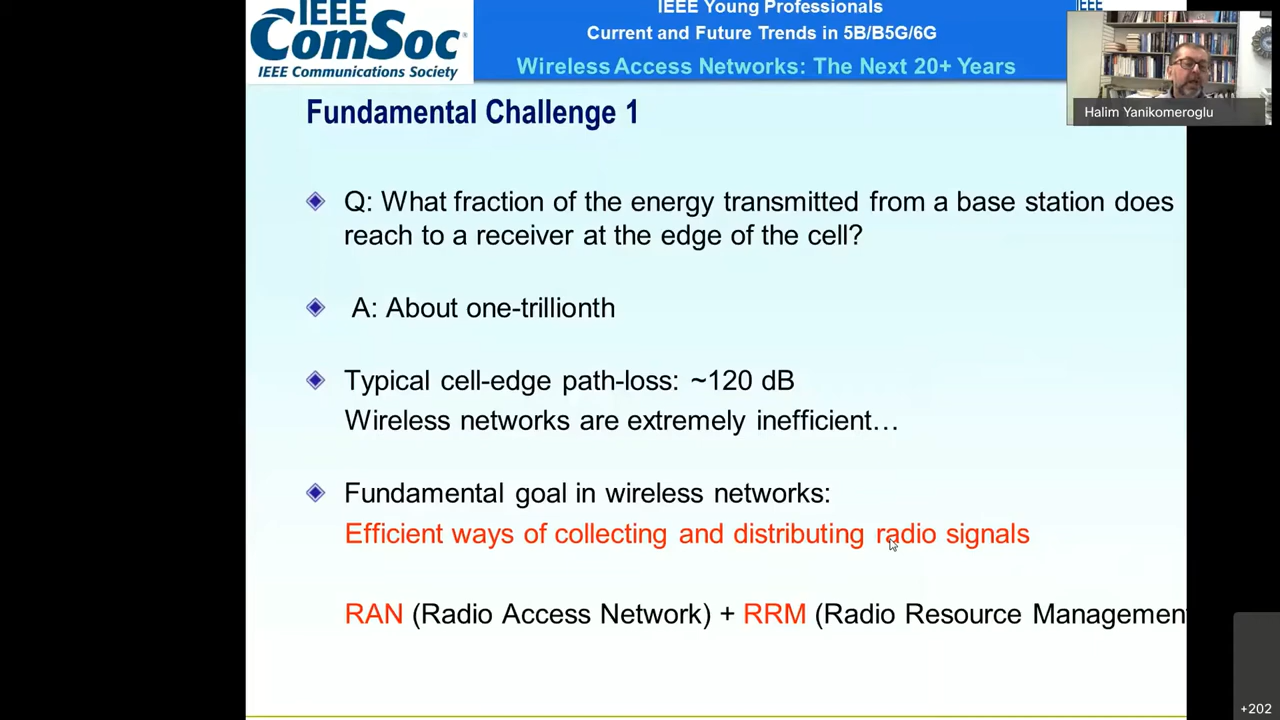 IEEE
ComSoc
IEEE Communications Society
IEEE Young Professionals
Current and Future Trends in 5B/B5G/6G
Wireless Access Networks: The Next 20+ Years
IEEE
Halim Yanikomeroglu
Fundamental Challenge 1
Q: What fraction of the energy transmitted from a base station does
reach to a receiver at the edge of the cell?
A: About one-trillionth
Typical cell-edge path-loss: ~120 dB
Wireless networks are extremely inefficient…
Fundamental goal in wireless networks:
Efficient ways of collecting and distributing radio signals
RAN (Radio Access Network) + RRM (Radio Resource Management
+202